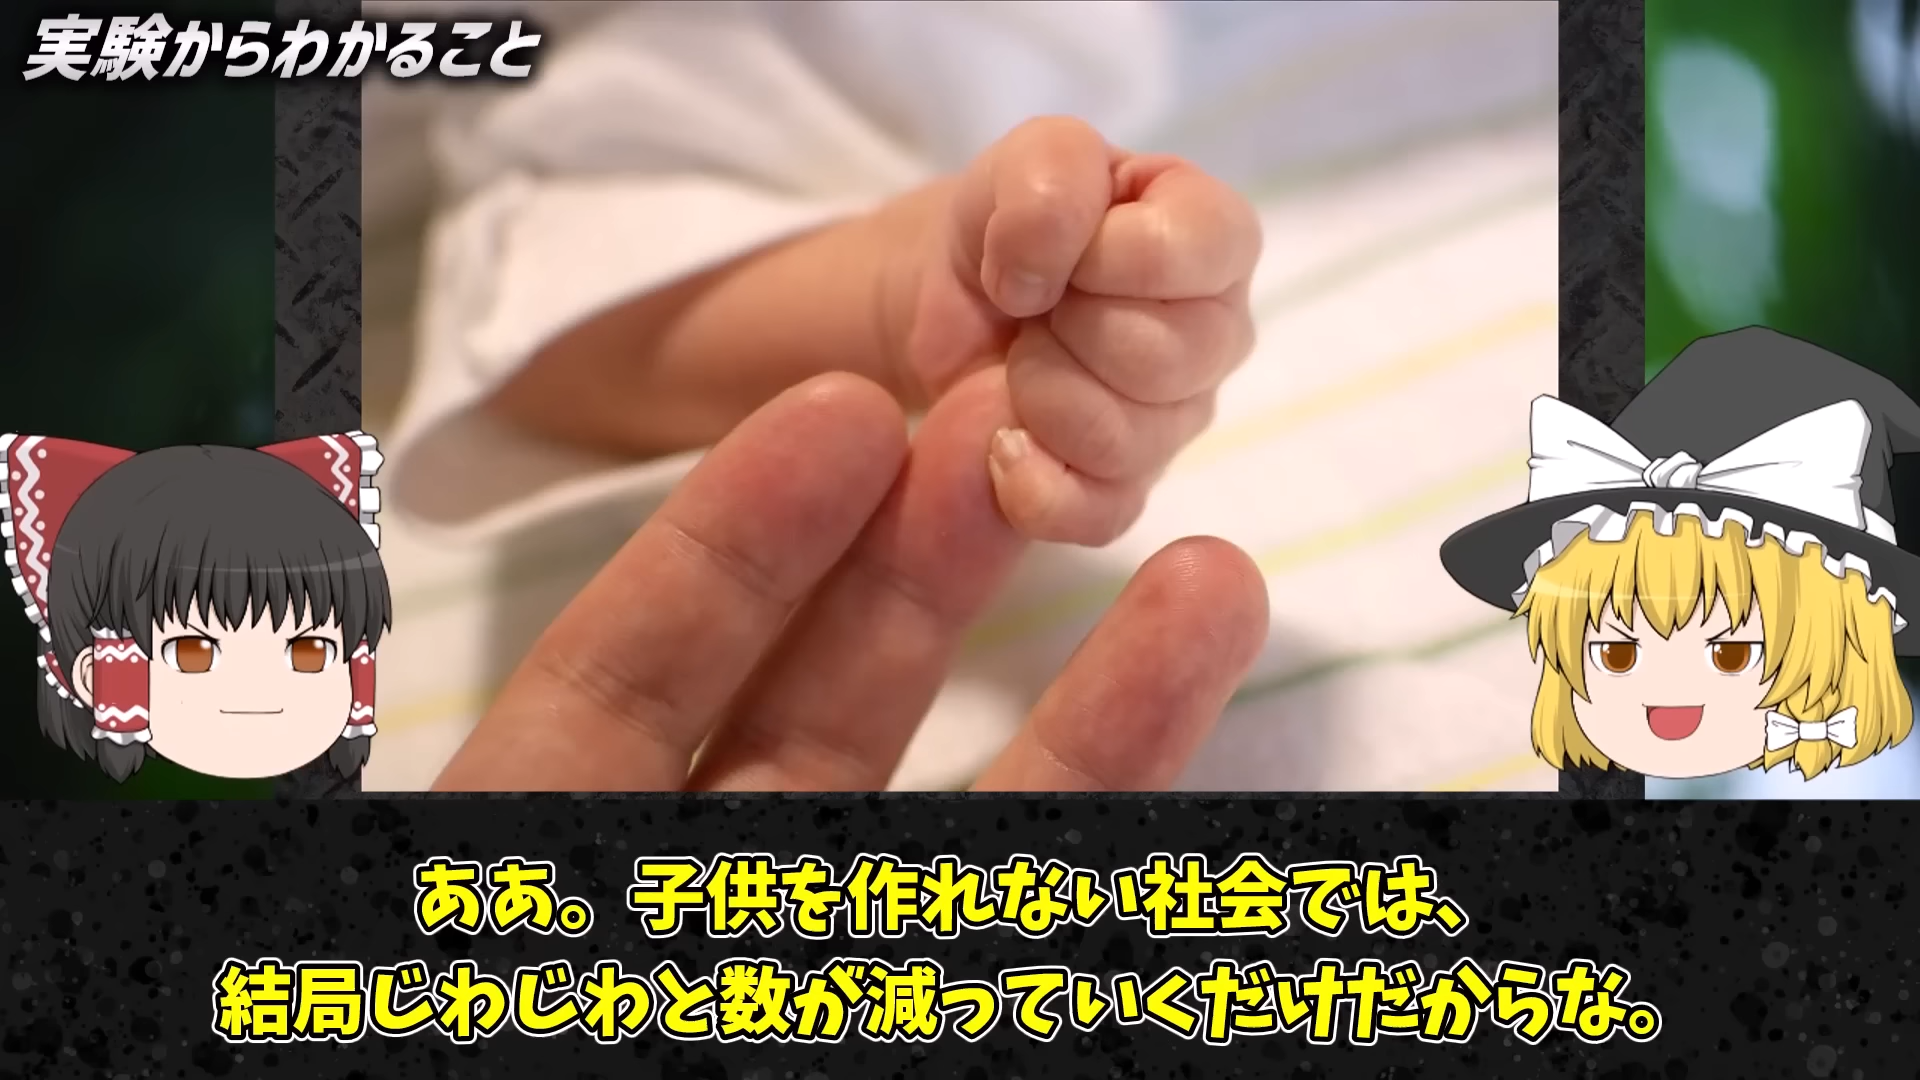 実験からわかること
ああ。子供を作れない社会では、
結局じわじわと数が減っていくだけだからな。